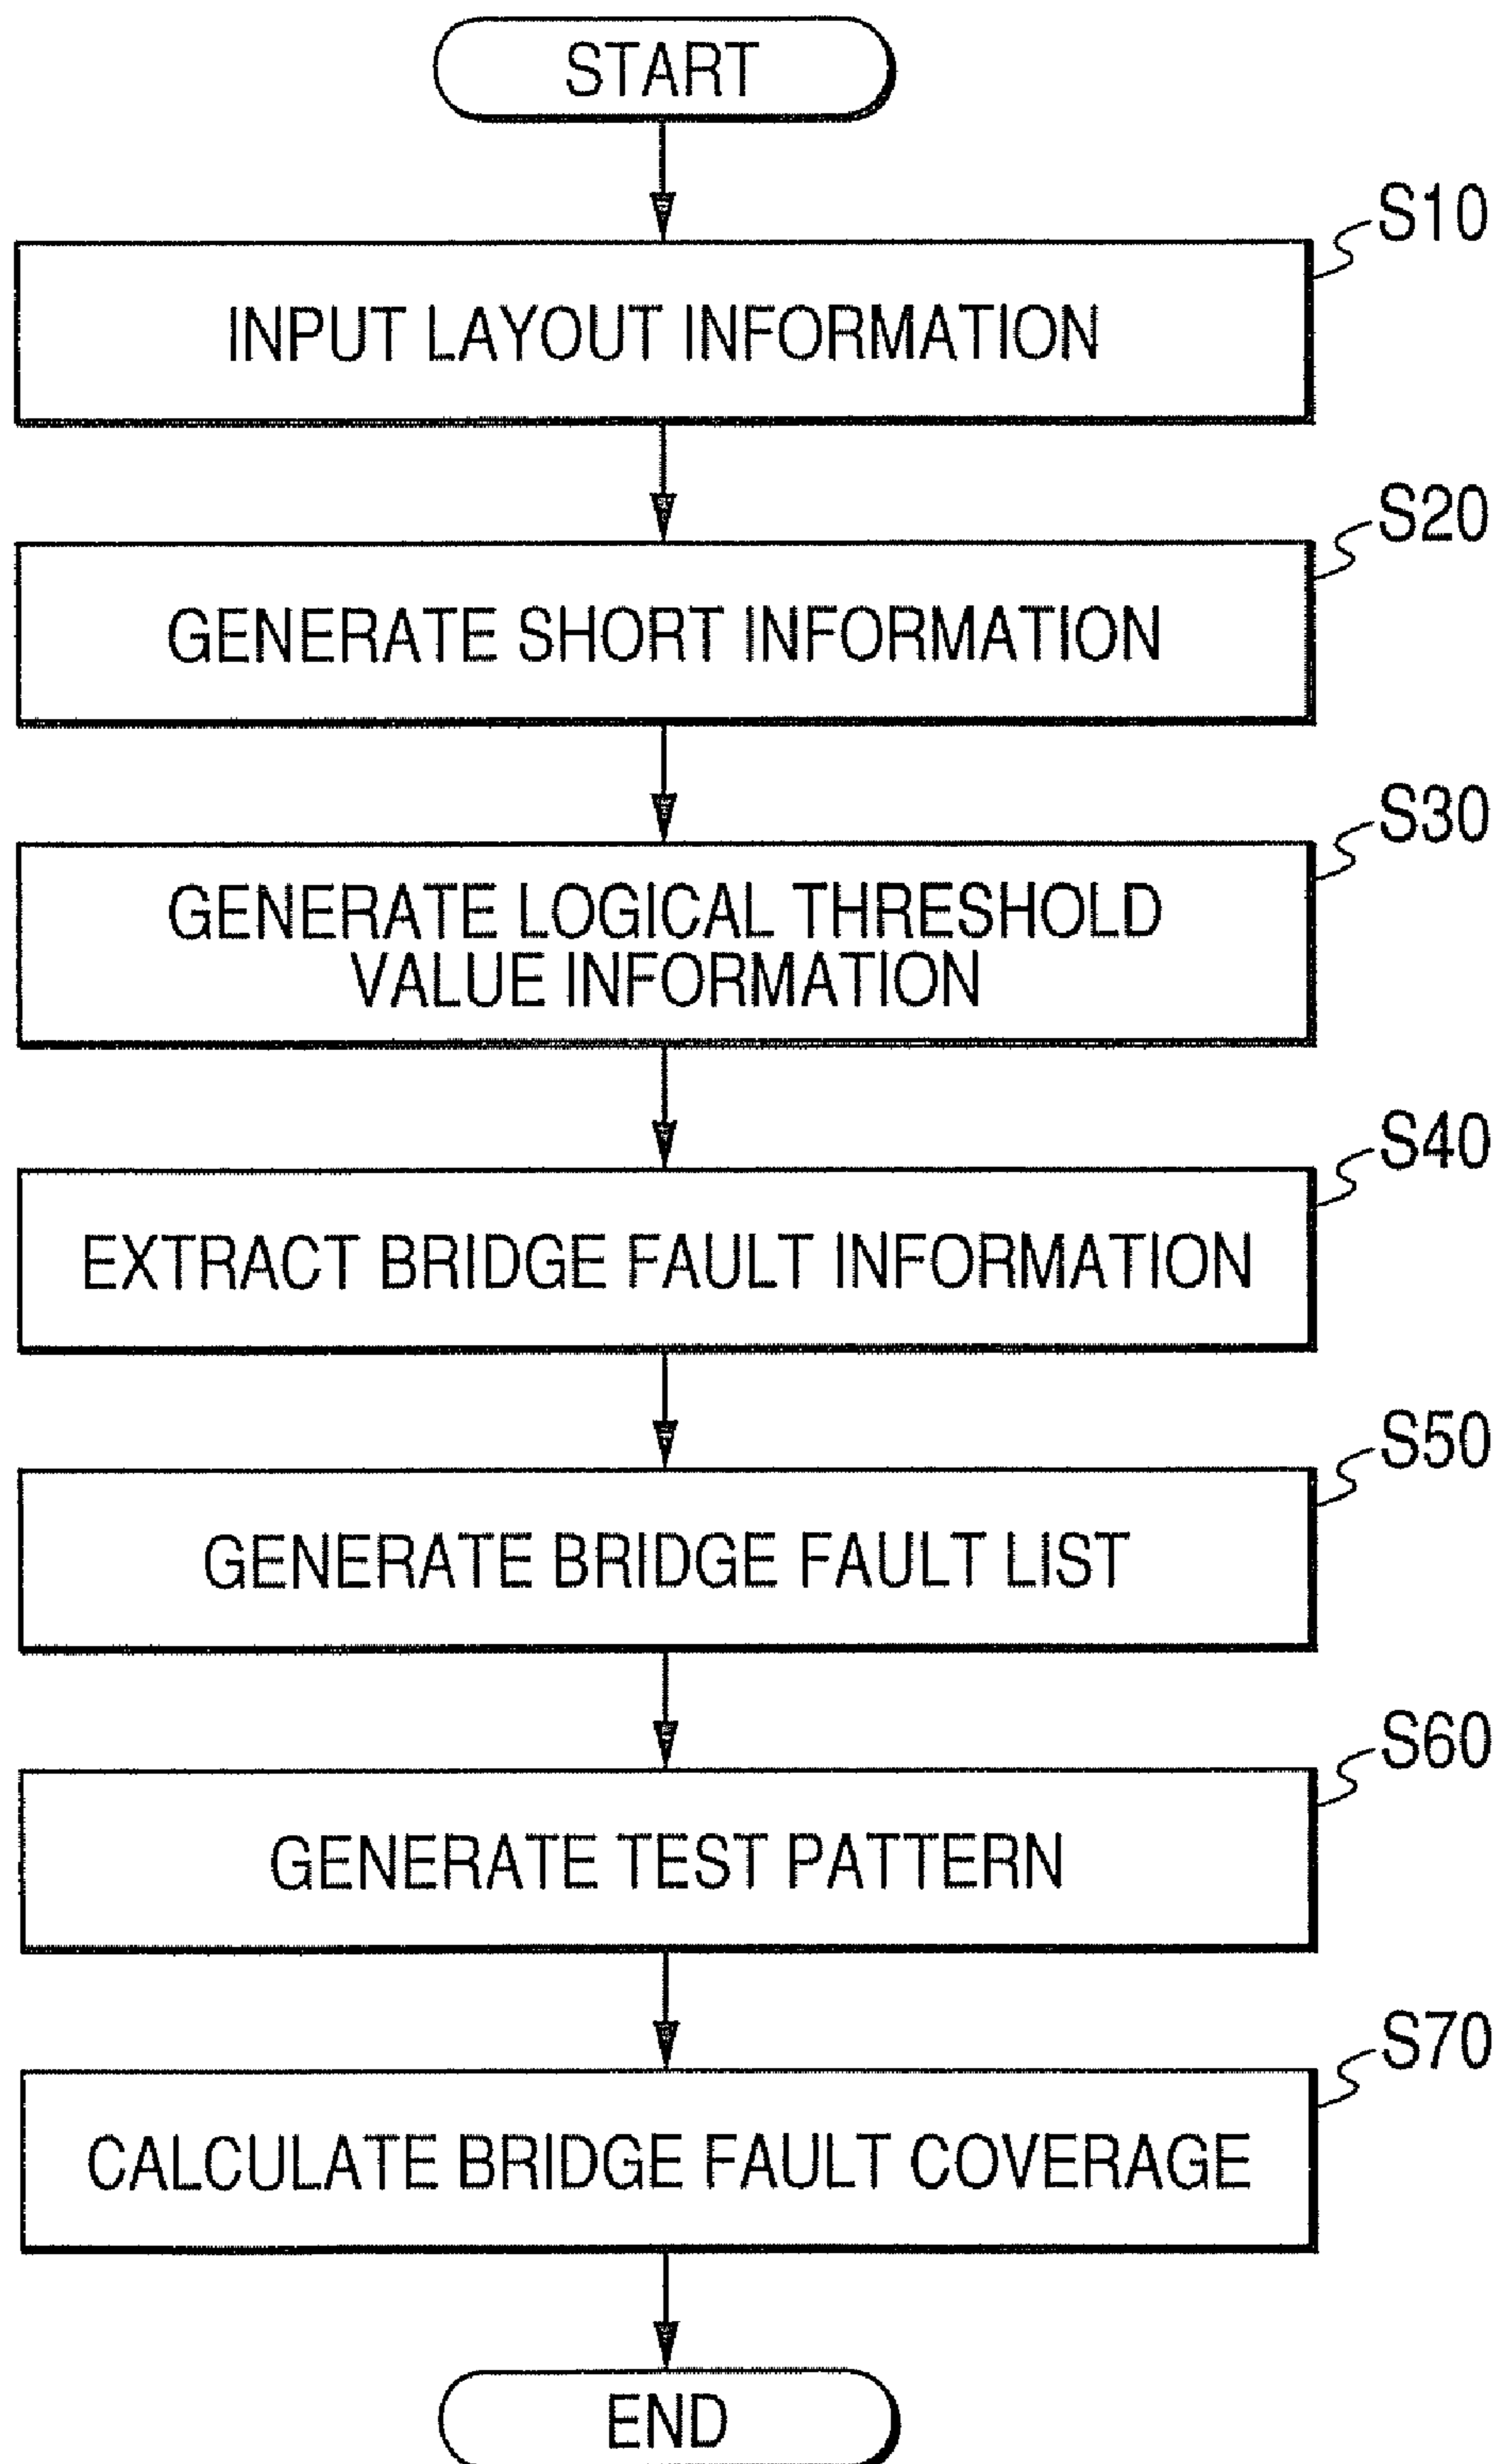 START
S10
INPUT LAYOUT INFORMATION
S20
GENERATE SHORT INFORMATION
S30
GENERATE LOGICAL THRESHOLD
VALUE INFORMATION
S40
EXTRACT BRIDGE FAULT INFORMATION
S50
GENERATE BRIDGE FAULT LIST
S60
GENERATE TEST PATTERN
S70
CALCULATE BRIDGE FAULT COVERAGE
END